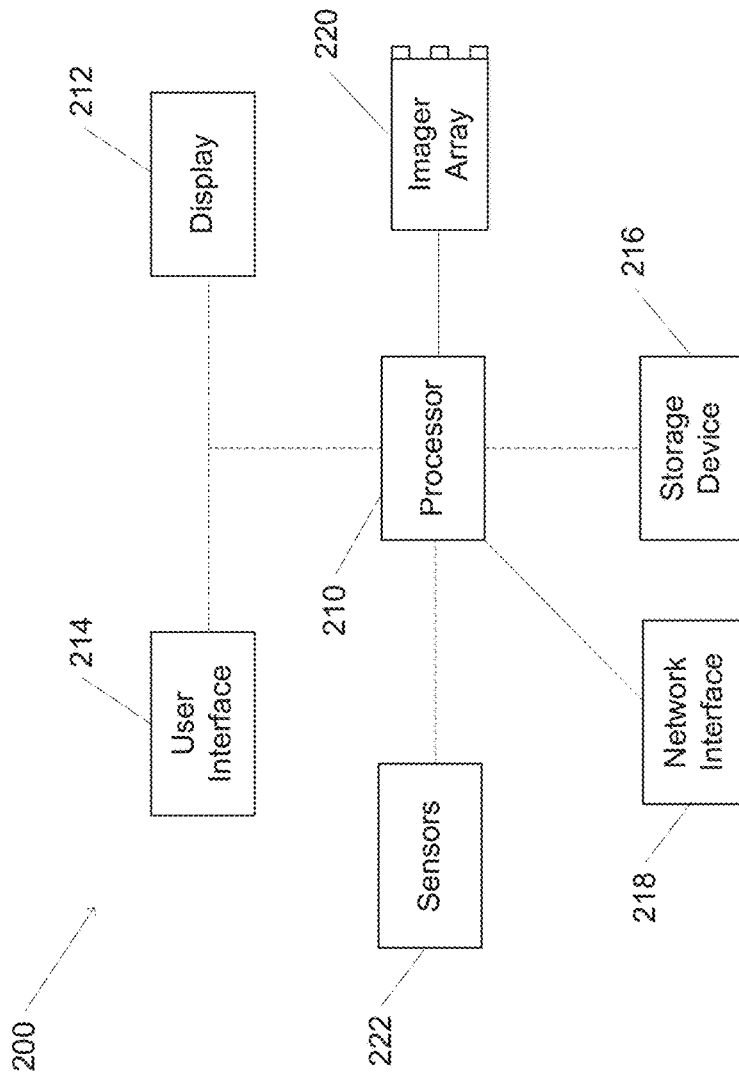 200
214
User
Interface
212
Display
222
Sensors
210
Processor
220
Imager
Array
218
Network
Interface
216
Storage
Device